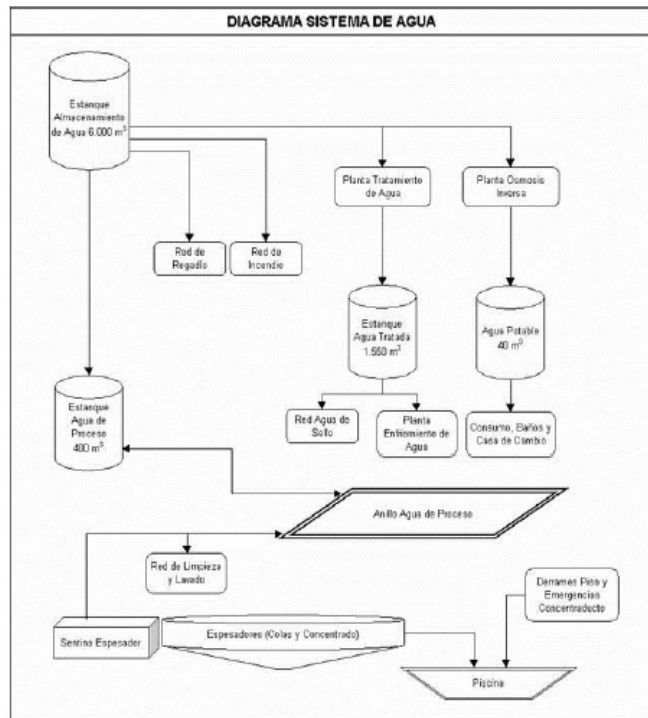 DIAGRAMA SISTEMA DE AGUA
Estanque
Almacenamiento
de Agua 6.000 m³
Planta Tratamiento
de Agua
Planta Osmosis
Inversa
Red de
Regadío
Red de
Incendio
Estanque
Agua Tratada
1.550 m³
Agua Potable
40 m³
Estanque
Agua de
Proceso
400 m³
Red Agua de
Sello
Planta
Enfriamiento de
Agua
Consumo, Baños y
Casa de Cambio
Anillo Agua de Proceso
Red de Limpieza
y Lavado
Derrames Piso y
Emergencias
Concentraducto
Sentina Espesador
Espesadores (Colas y Concentrado)
Piscina